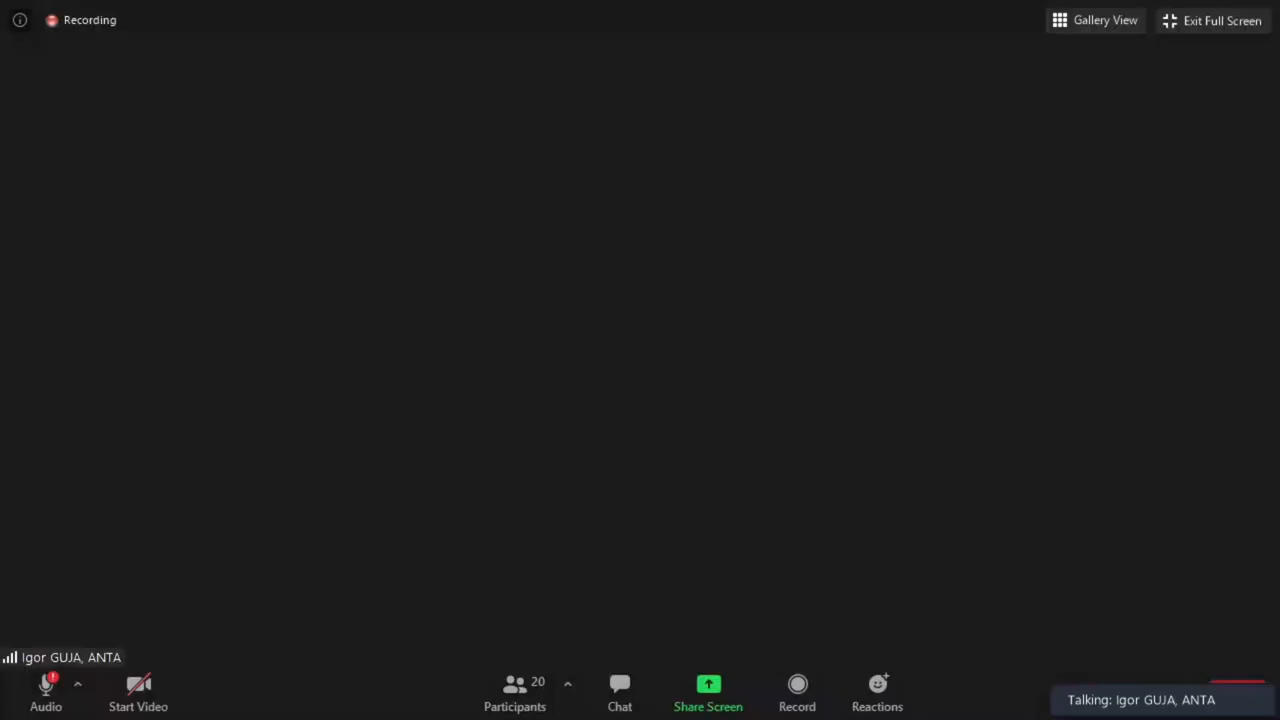 Recording
Gallery View
Exit Full Screen
Igor GUJA, ANTA
Audio
Start Video
20
Participants
Chat
Share Screen
Record
Reactions
Talking: Igor GUJA, ANTA